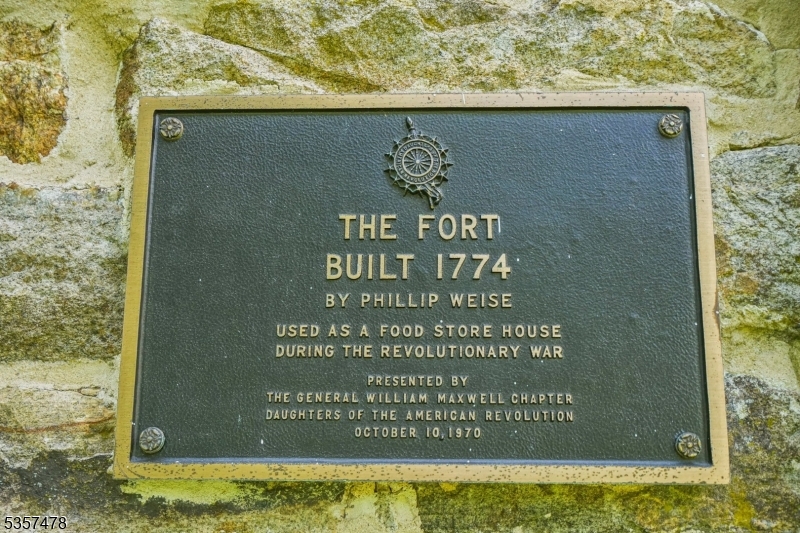 THE FORT
BUILT 1774
BY PHILLIP WEISE
USED AS A FOOD STORE HOUSE
DURING THE REVOLUTIONARY WAR
PRESENTED BY
THE GENERAL WILLIAM MAXWELL CHAPTER
DAUGHTERS OF THE AMERICAN REVOLUTION
OCTOBER 10, 1970
5357478